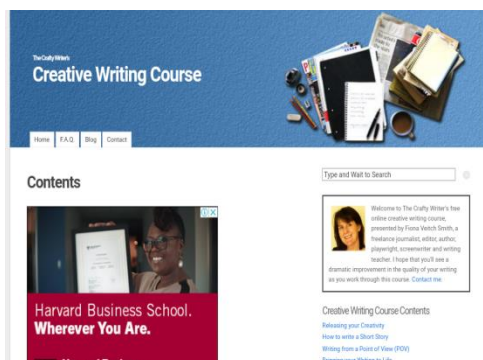 The Crafty Writer's
Creative Writing Course
Home
F.A.Q
Blog
Contact
Contents
Type and Wait to Search
Welcome to The Crafty Writer's free
online creative writing course,
presented by Fiona Veitch Smith, a
freelance journalist, editor, author,
playwright, screenwriter and writing
teacher. I hope that you'll see a
dramatic improvement in the quality of your writing
as you work through this course. Contact me.
Harvard Business School.
Wherever You Are.
Creative Writing Course Contents
Releasing your Creativity
How to write a Short Story
Writing from a Point of View (POV)